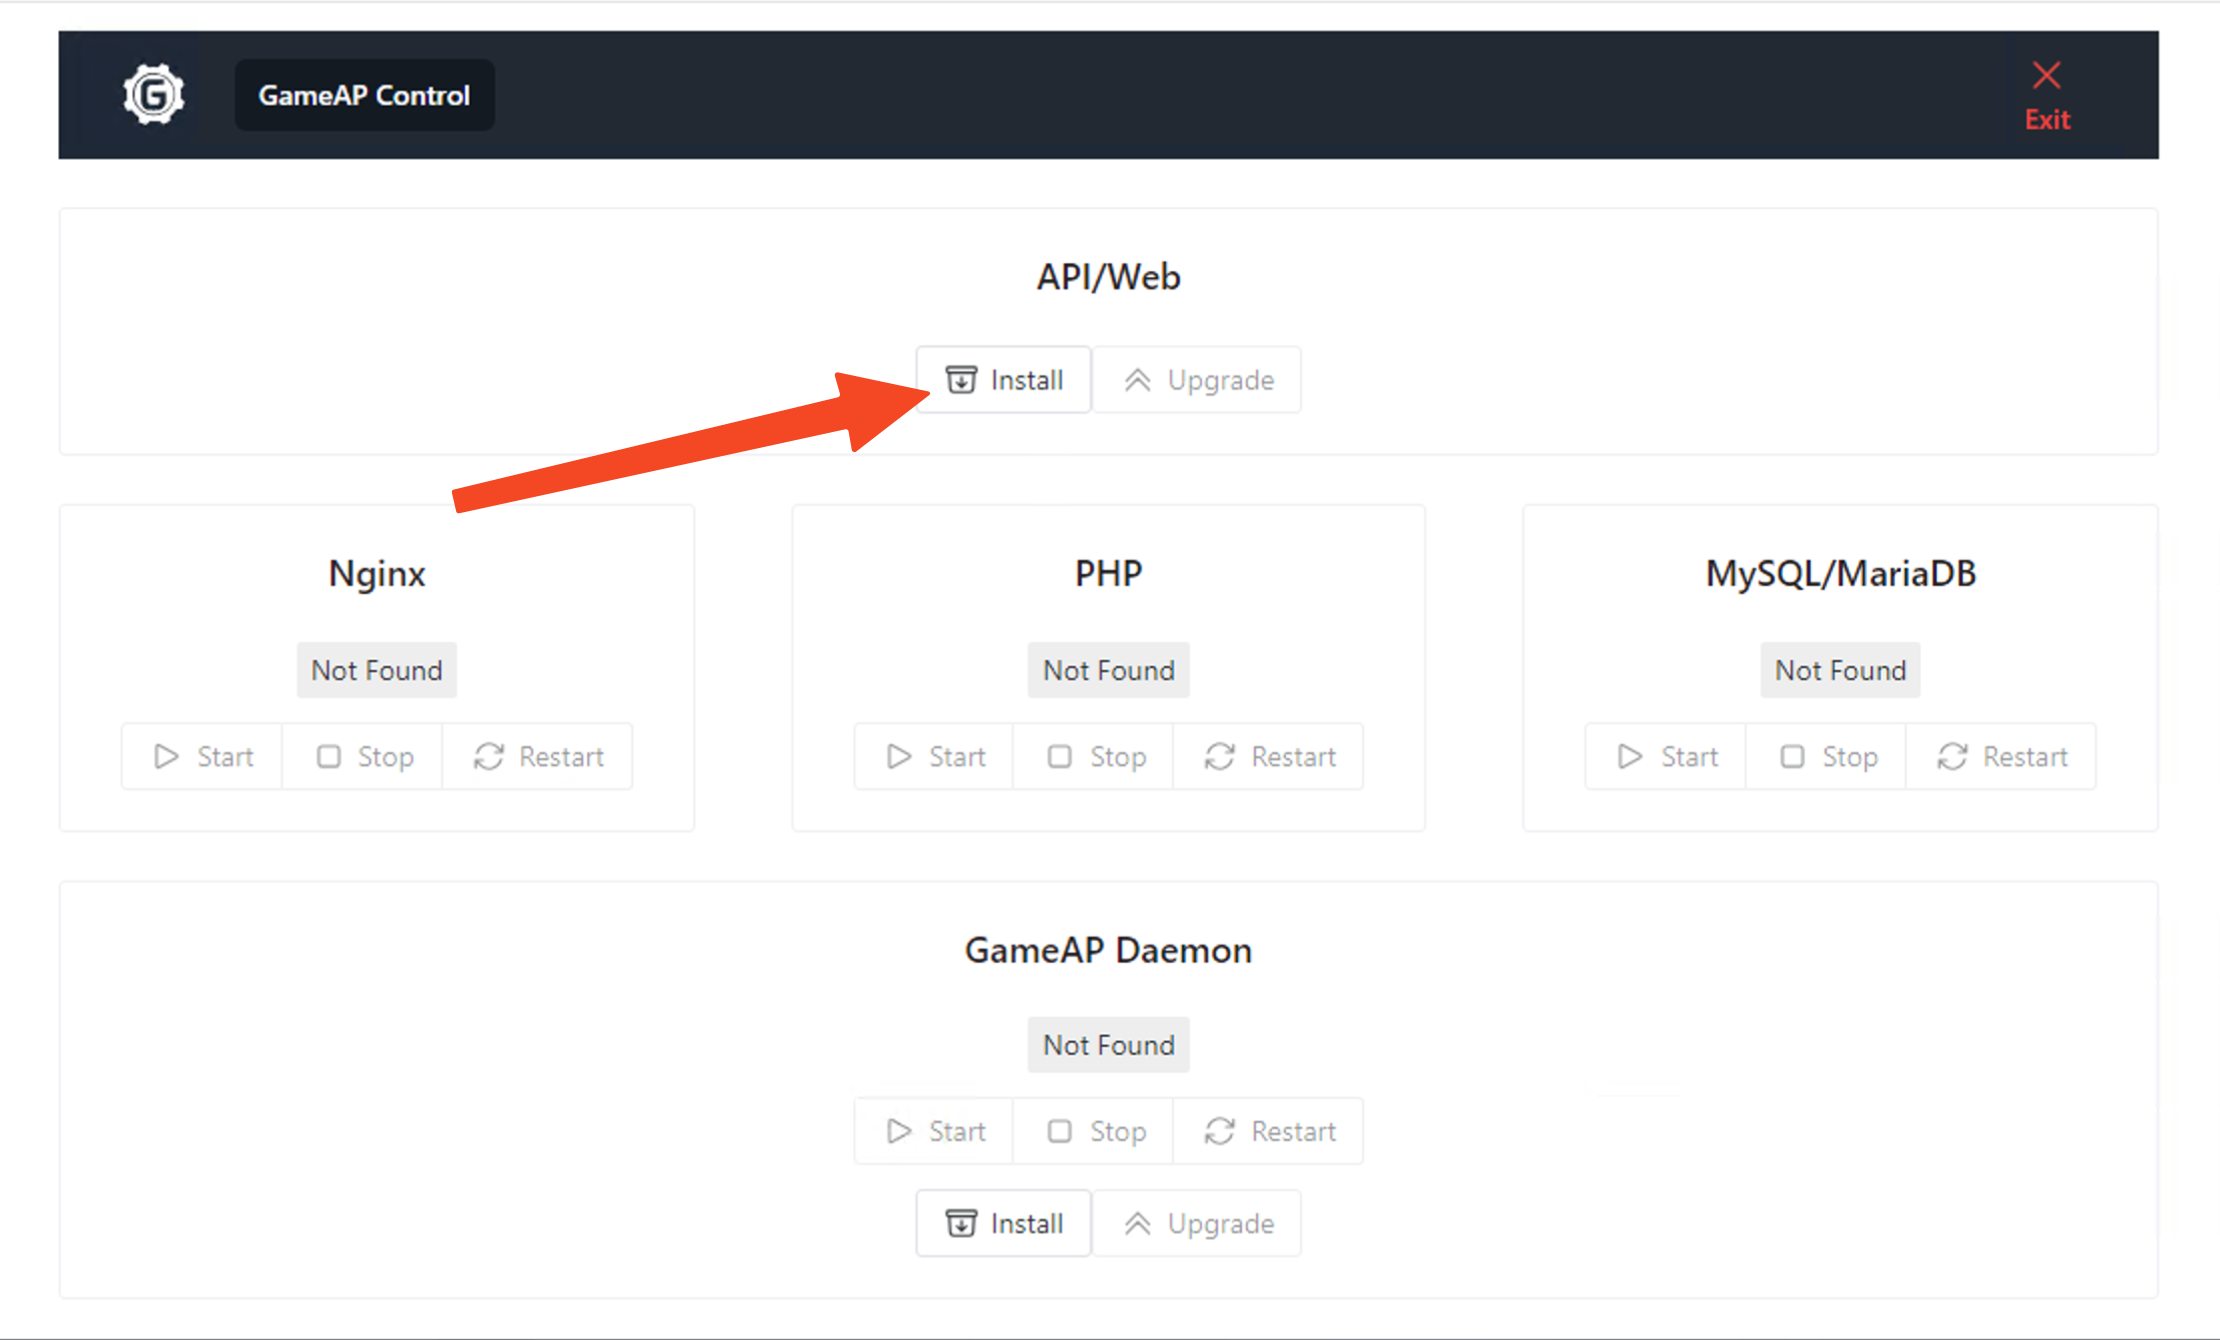 G
GameAP Control
Exit
API/Web
Install Upgrade
Nginx
Not Found
Start Stop Restart
PHP
Not Found
Start Stop Restart
MySQL/MariaDB
Not Found
Start Stop Restart
GameAP Daemon
Not Found
Start Stop Restart
Install Upgrade